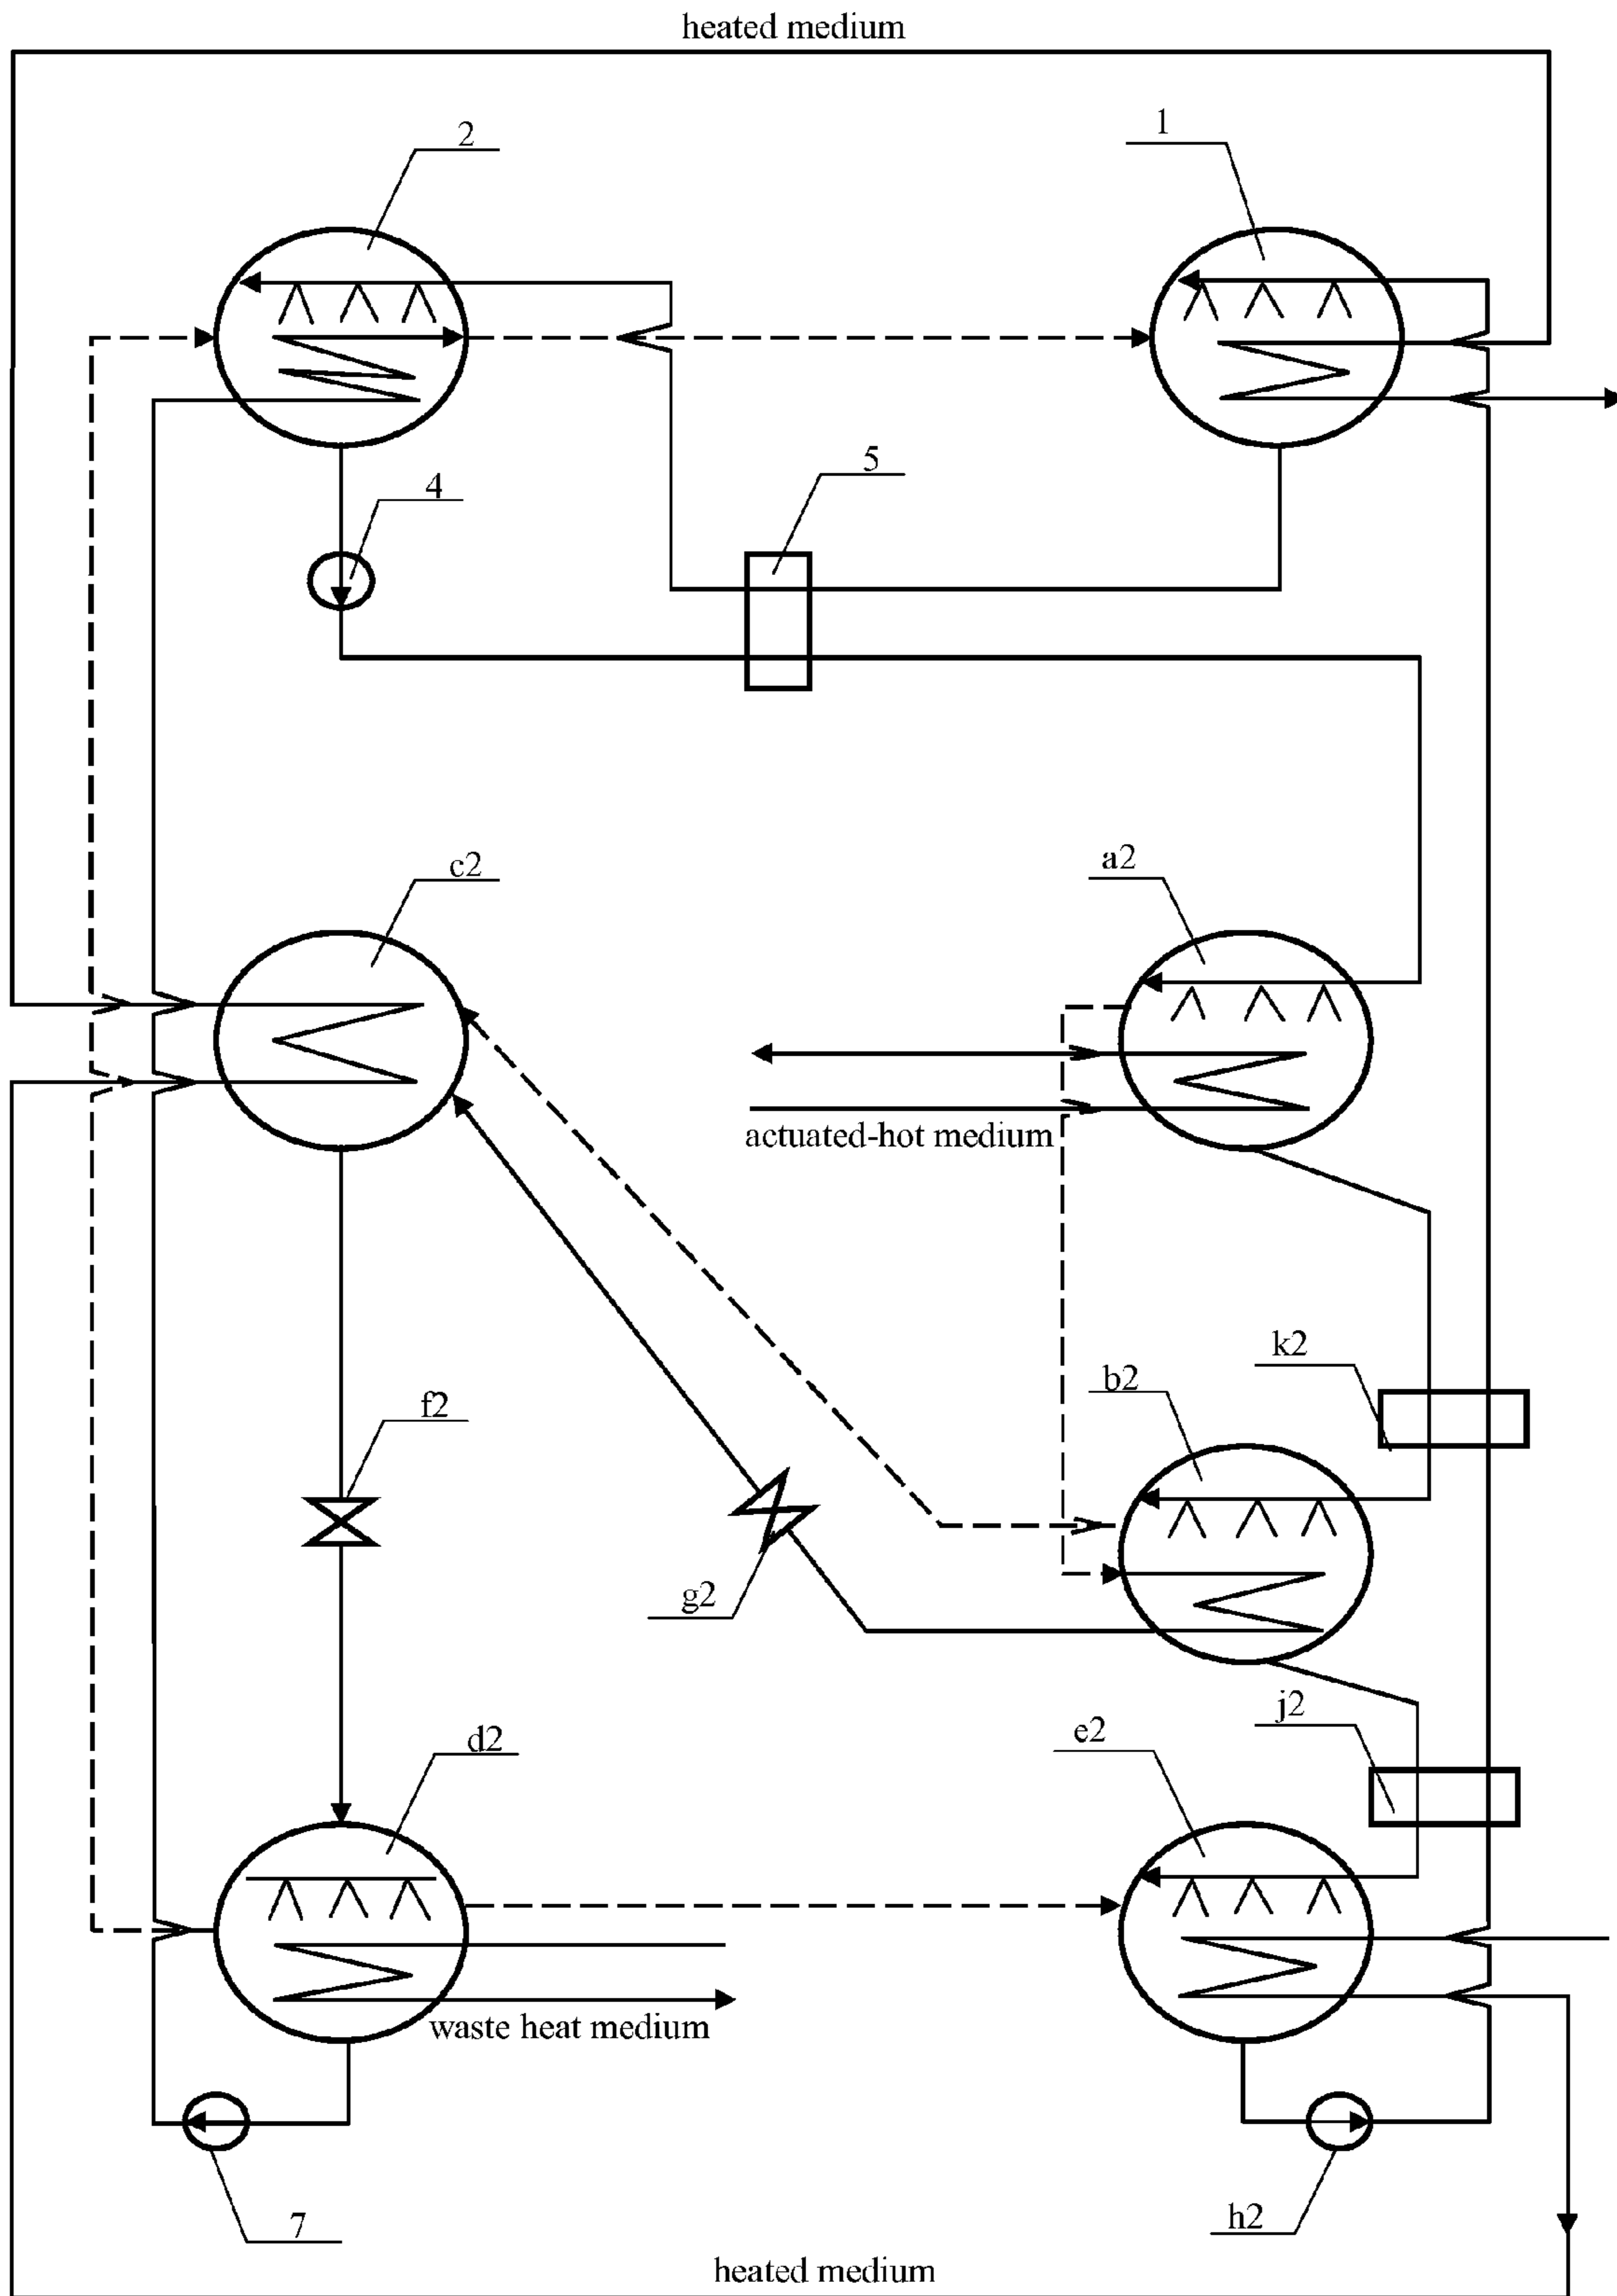 heated medium
2
1
5
4
c2
a2
actuated-hot medium
k2
b2
f2
g2
j2
d2
e2
waste heat medium
7
h2
heated medium